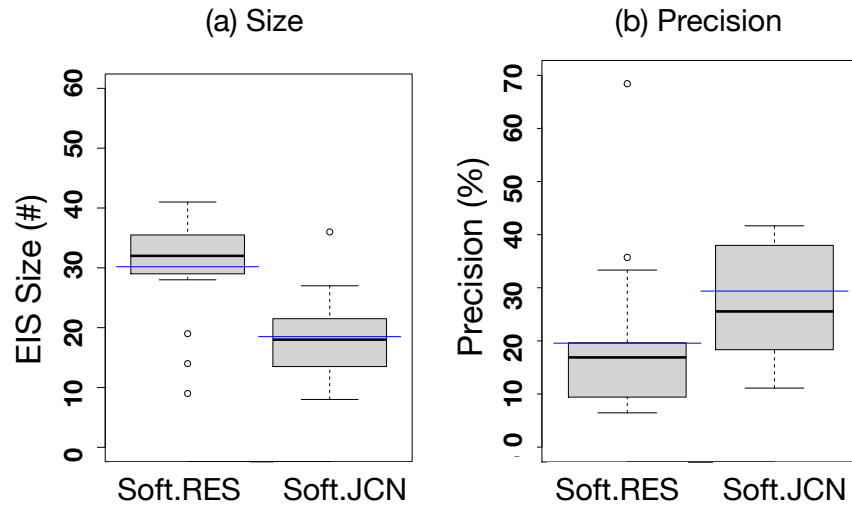 (a) Size
(b) Precision
EIS Size (#)
60
50
40
30
20
10
0
Soft.RES
Soft.JCN
Precision (%)
70
60
50
40
30
20
10
0
Soft.RES
Soft.JCN